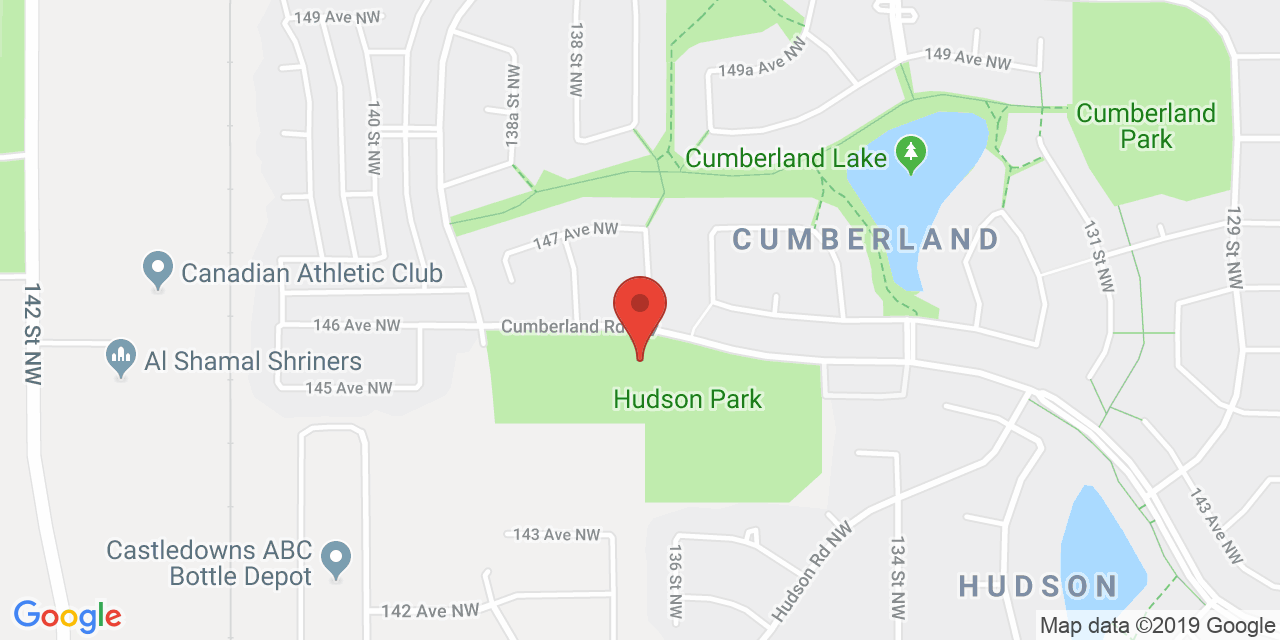 149 Ave NW
138 St NW
149a Ave NW
149 Ave NW
138a St NW
140 St NW
Cumberland
Park
Cumberland Lake
147 Ave NW
CUMBERLAND
131 St NW
129 St NW
Canadian Athletic Club
142 St NW
146 Ave NW
Cumberland Rd
Al Shamal Shriners
145 Ave NW
Hudson Park
143 Ave NW
143 Ave NW
Castledowns ABC
Bottle Depot
136 St NW
Hudson Rd NW
134 St NW
HUDSON
142 Ave NW
Google
Map data ©2019 Google